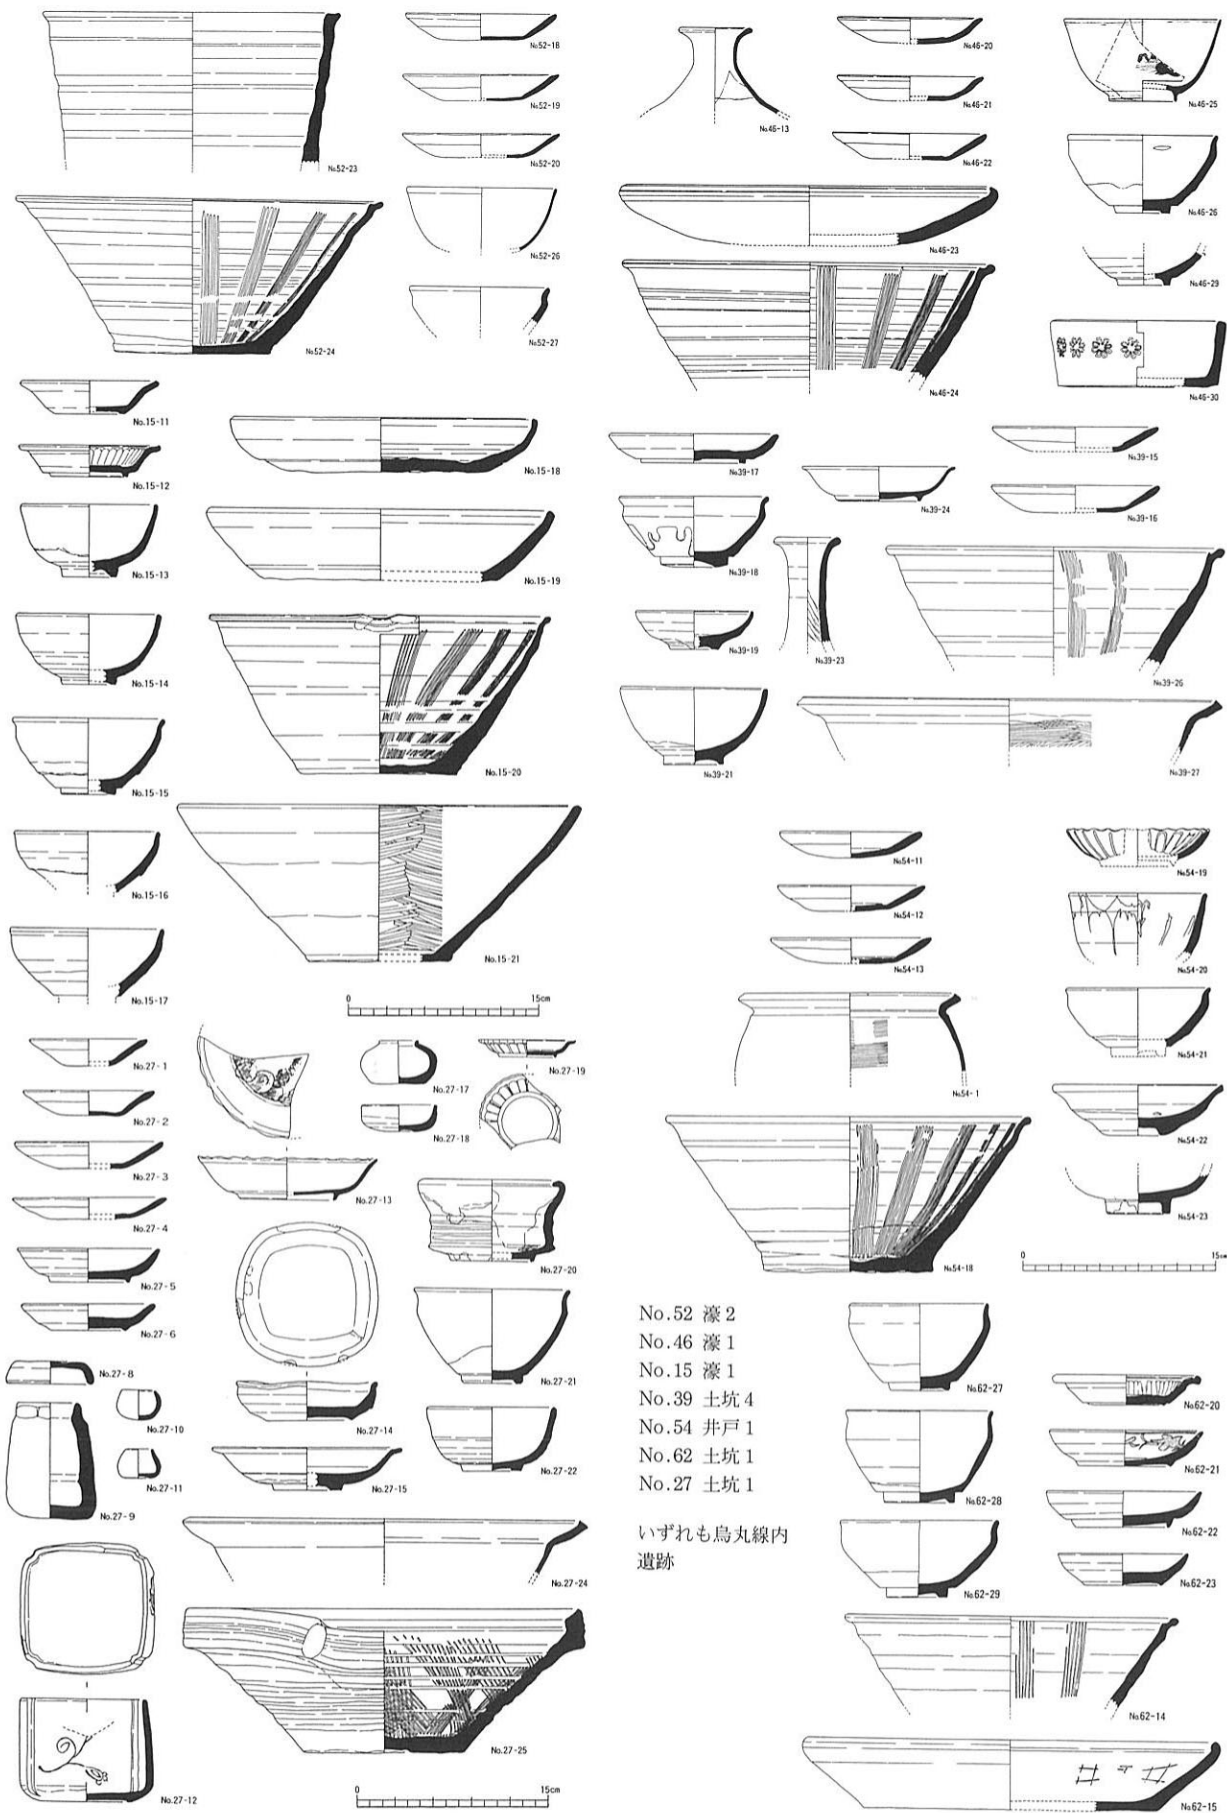 No.52-23
No.52-18
No.52-19
No.52-20
No.52-24
No.52-26
No.52-27
No.46-13
No.46-20
No.46-21
No.46-22
No.46-23
No.46-24
No.46-25
No.46-26
No.46-29
No.46-30
No.15-11
No.15-12
No.15-13
No.15-14
No.15-15
No.15-16
No.15-17
No.15-18
No.15-19
No.15-20
No.15-21
0 15cm
No.39-17
No.39-18
No.39-19
No.39-21
No.39-24
No.39-23
No.39-15
No.39-16
No.39-26
No.39-27
No.54-11
No.54-12
No.54-13
No.54-1
No.54-18
No.54-19
No.54-20
No.54-21
No.54-22
No.54-23
0 15cm
No.27-1
No.27-2
No.27-3
No.27-4
No.27-5
No.27-6
No.27-8
No.27-9
No.27-10
No.27-11
No.27-12
No.27-13
No.27-14
No.27-15
No.27-17
No.27-18
No.27-19
No.27-20
No.27-21
No.27-22
No.27-24
No.27-25
0 15cm
No.52 濠2
No.46 濠1
No.15 濠1
No.39 土坑4
No.54 井戸1
No.62 土坑1
No.27 土坑1
いずれも烏丸線内
遺跡
No.62-27
No.62-28
No.62-29
No.62-20
No.62-21
No.62-22
No.62-23
No.62-14
No.62-15